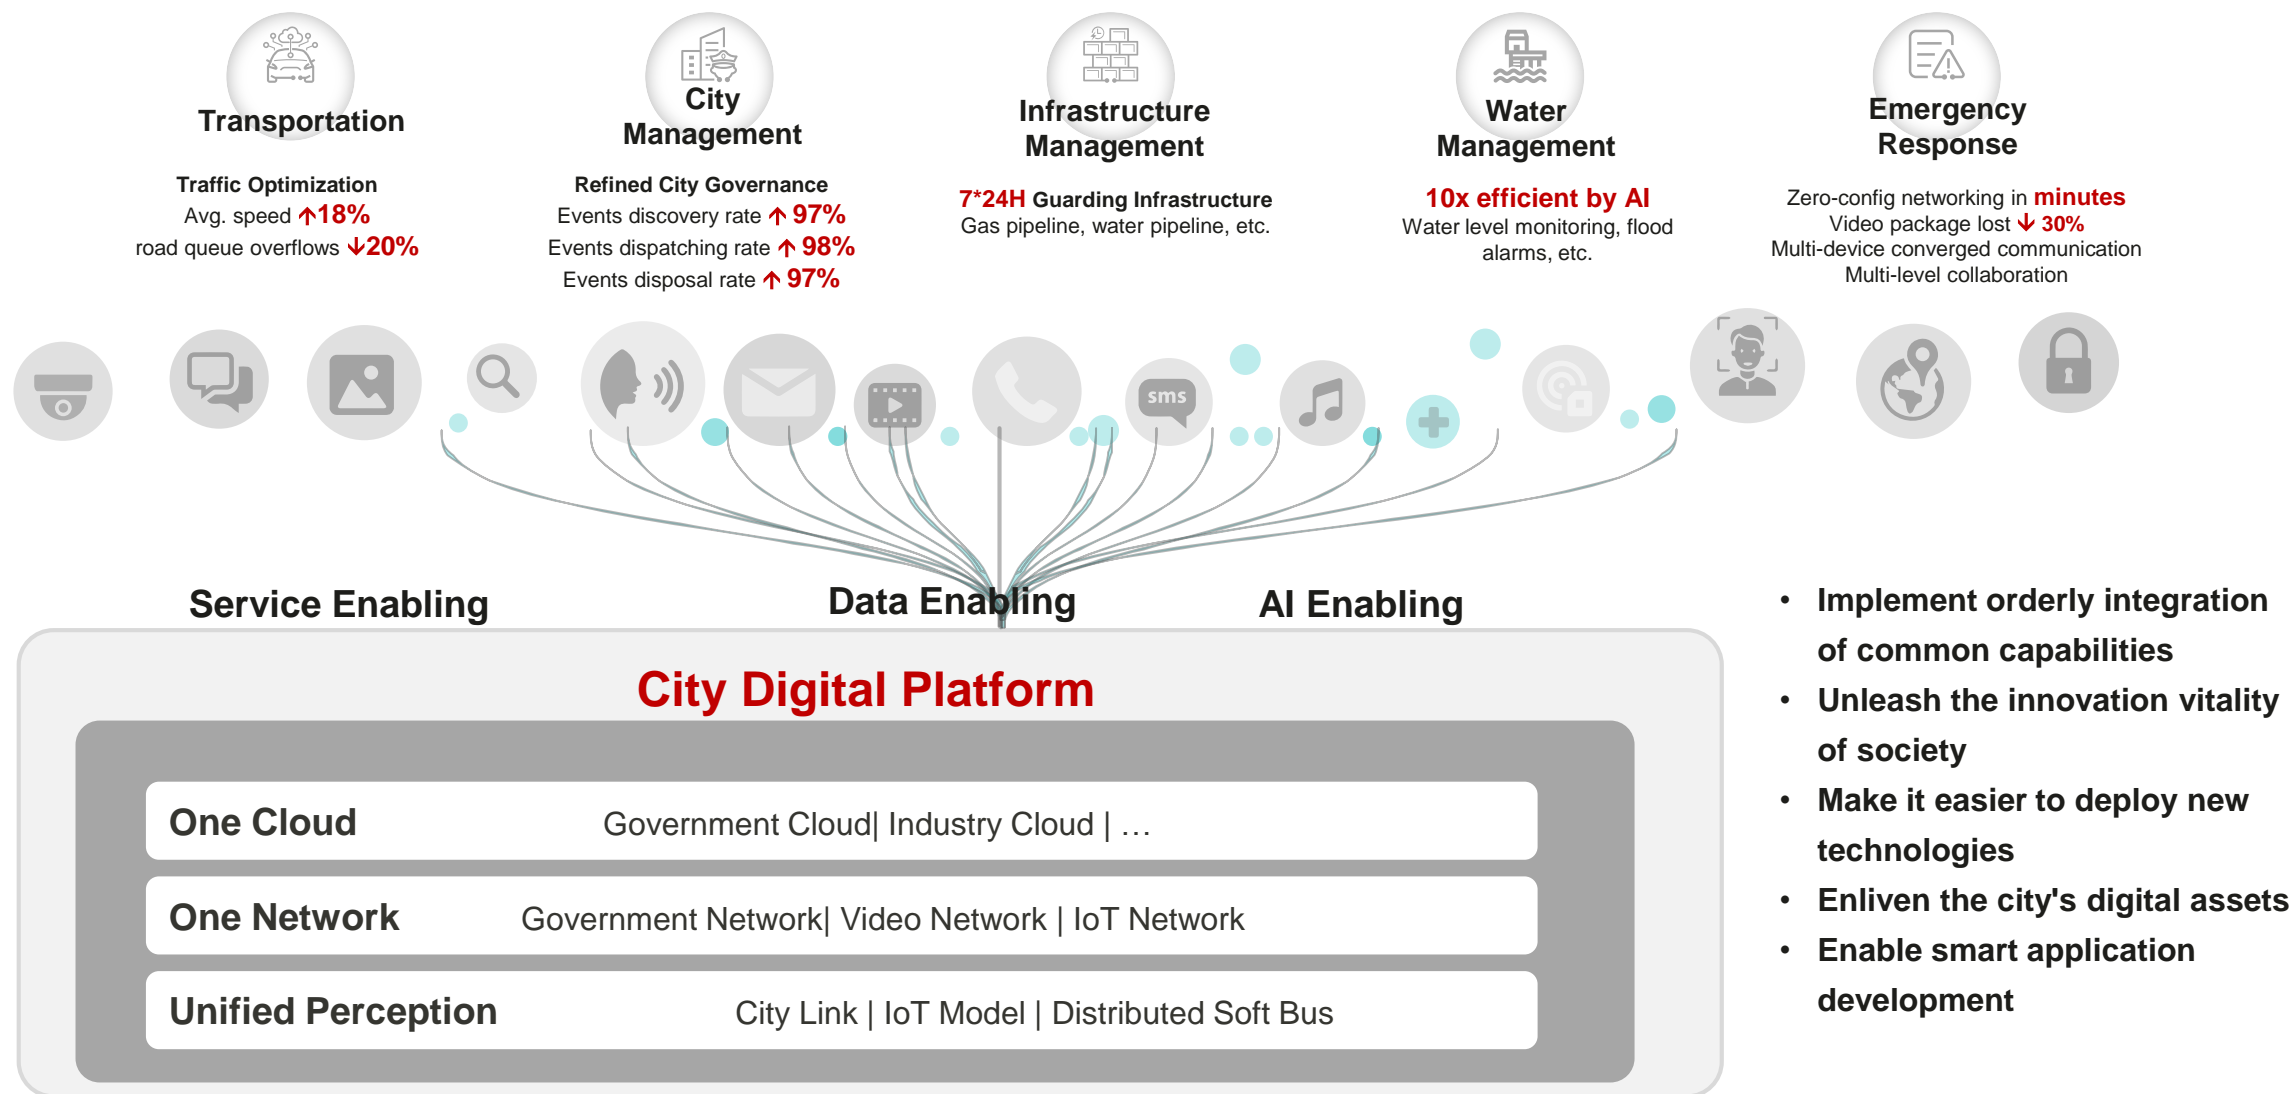 Transportation
Traffic Optimization
Avg. speed ↑18%
road queue overflows ↓20%
City
Management
Refined City Governance
Events discovery rate ↑ 97%
Events dispatching rate ↑ 98%
Events disposal rate ↑ 97%
Infrastructure
Management
7*24H Guarding Infrastructure
Gas pipeline, water pipeline, etc.
Water
Management
10x efficient by AI
Water level monitoring, flood
alarms, etc.
Emergency
Response
Zero-config networking in minutes
Video package lost ↓ 30%
Multi-device converged communication
Multi-level collaboration
sms
Service Enabling
Data Enabling
AI Enabling
City Digital Platform
One Cloud Government Cloud| Industry Cloud | …
One Network Government Network| Video Network | IoT Network
Unified Perception City Link | IoT Model | Distributed Soft Bus
• Implement orderly integration
of common capabilities
• Unleash the innovation vitality
of society
• Make it easier to deploy new
technologies
• Enliven the city's digital assets
• Enable smart application
development